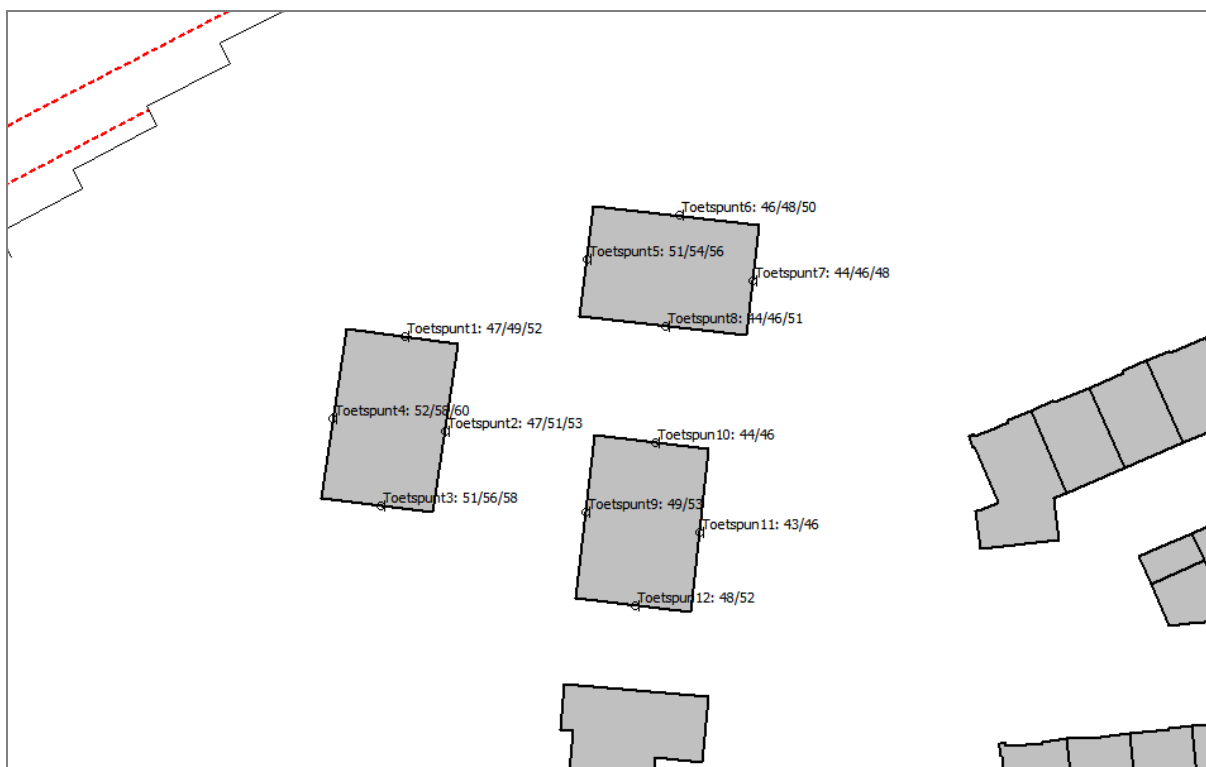 Toetspunt6: 46/48/50
Toetspunt5: 51/54/56
Toetspunt7: 44/46/48
Toetspunt8: 44/46/51
Toetspunt1: 47/49/52
Toetspunt4: 52/58/60
Toetspunt2: 47/51/53
Toetspun10: 44/46
Toetspunt3: 51/56/58
Toetspunt9: 49/53
Toetspun11: 43/46
Toetspun12: 48/52